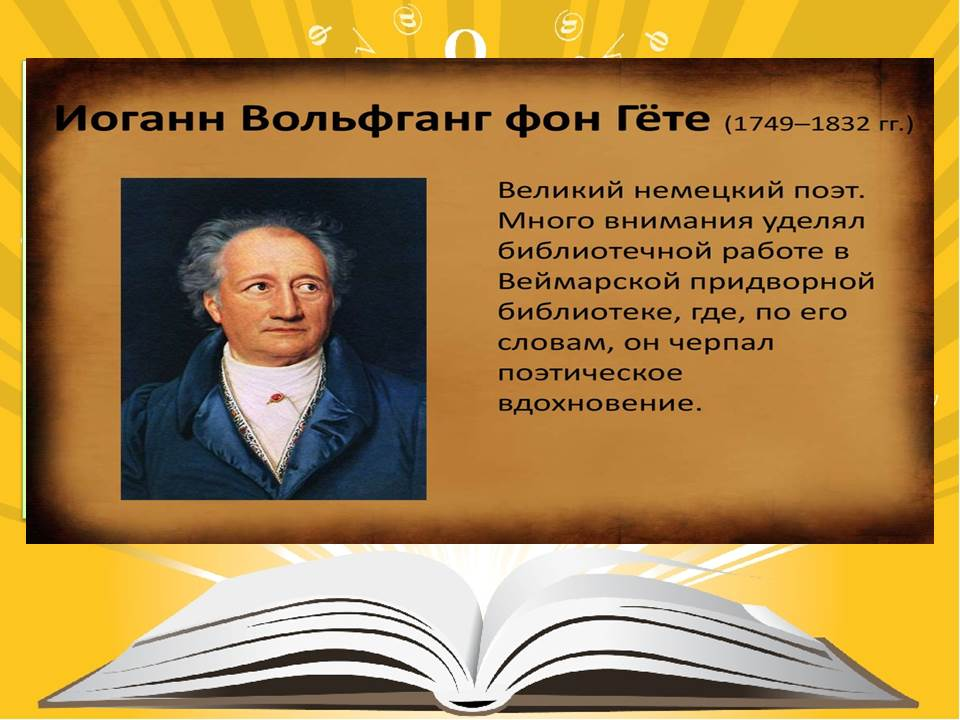 Иоганн Вольфганг фон Гёте (1749–1832 гг.)
Великий немецкий поэт.
Много внимания уделял
библиотечной работе в
Веймарской придворной
библиотеке, где, по его
словам, он черпал
поэтическое
вдохновение.